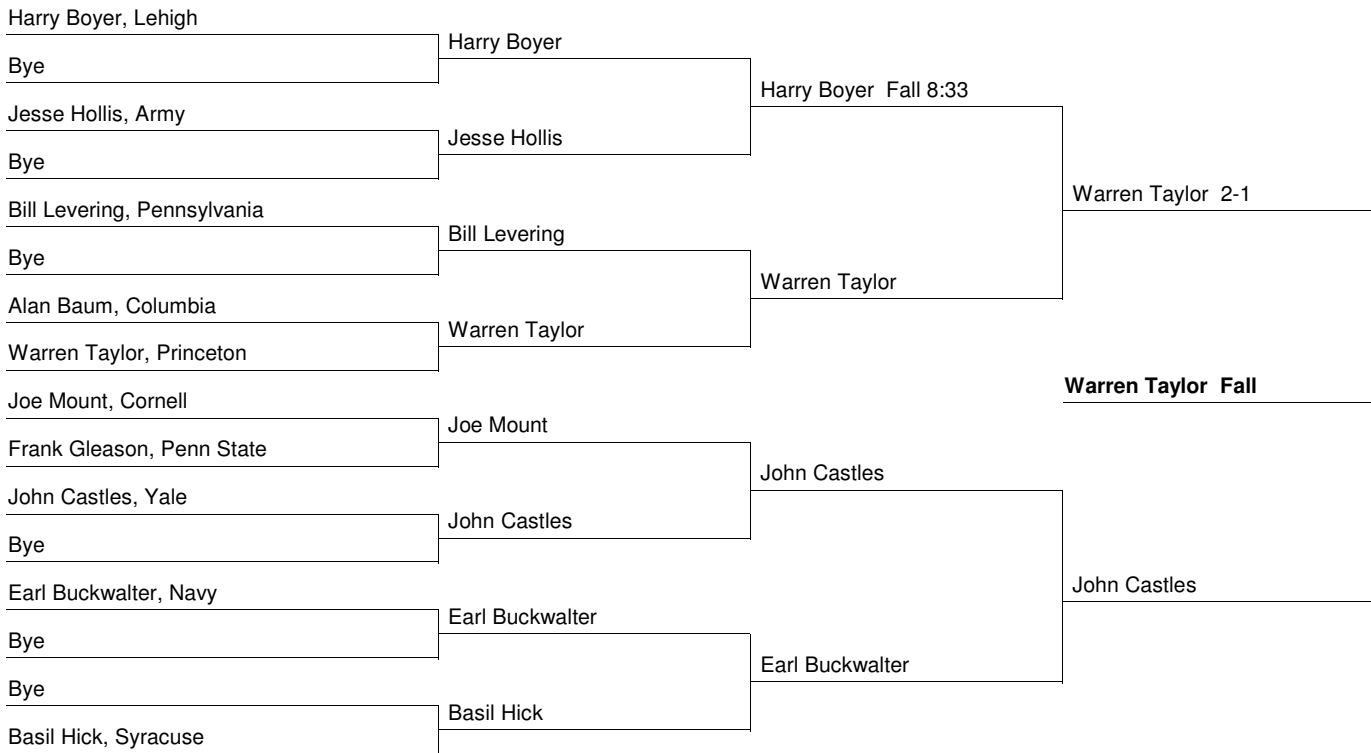 Harry Boyer, Lehigh
Bye
Jesse Hollis, Army
Bye
Bill Levering, Pennsylvania
Bye
Alan Baum, Columbia
Warren Taylor, Princeton
Joe Mount, Cornell
Frank Gleason, Penn State
John Castles, Yale
Bye
Earl Buckwalter, Navy
Bye
Bye
Basil Hick, Syracuse
Harry Boyer
Jesse Hollis
Bill Levering
Warren Taylor
Joe Mount
John Castles
Earl Buckwalter
Basil Hick
Harry Boyer  Fall 8:33
Warren Taylor
John Castles
Earl Buckwalter
Warren Taylor  2-1
John Castles
Warren Taylor  Fall